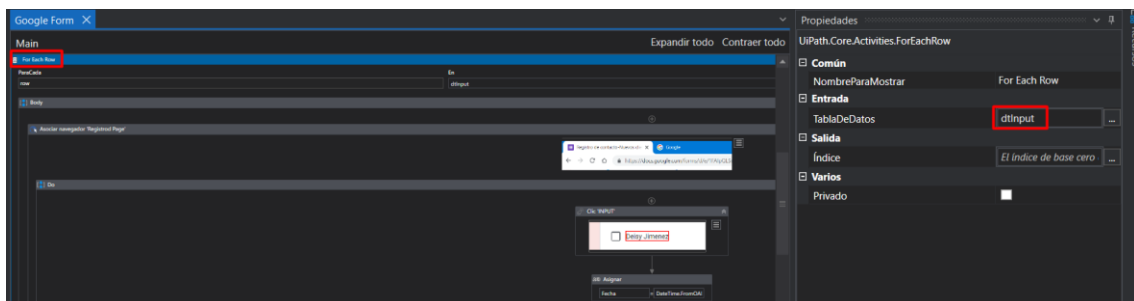 Google Form
Main
Expandir todo Contraer todo
For Each Row
ParaCada
En
row
dtInput
Body
Asociar navegador 'Registrod Page'
Google
Do
Clic 'INPUT'
Deisy Jimenez
Asignar
Fecha = DateTime.FromOA
Propiedades
UiPath.Core.Activities.ForEachRow
Común
NombreParaMostrar For Each Row
Entrada
TablaDeDatos dtInput ...
Salida
Índice El índice de base cero ...
Varios
Privado